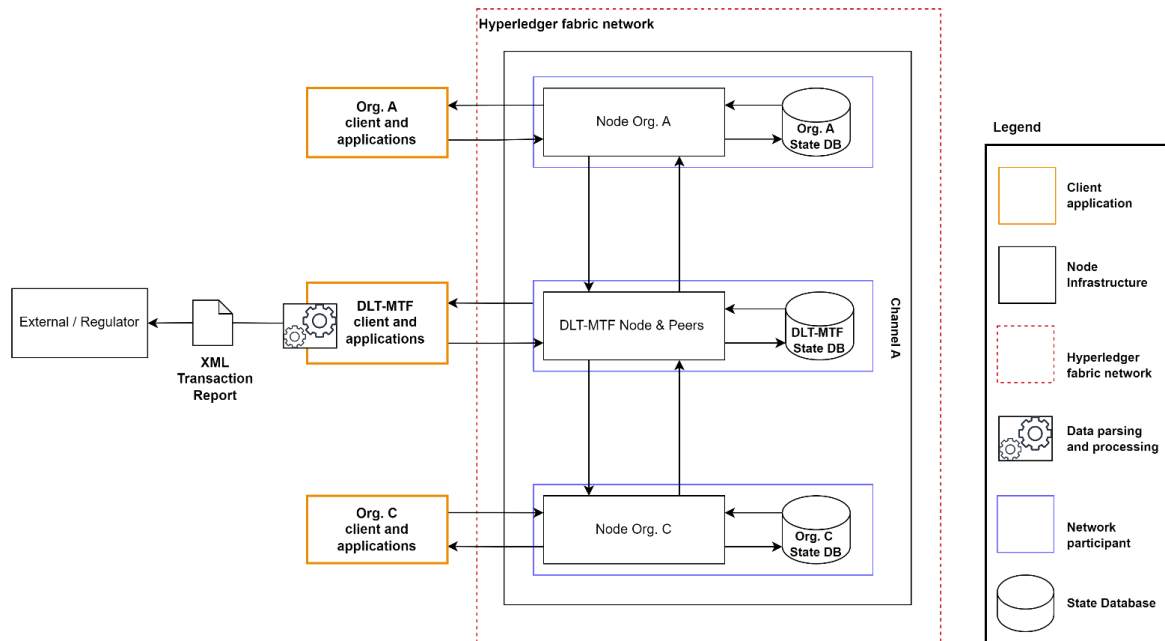 Hyperledger fabric network
Org. A
client and
applications
Node Org. A
Org. A
State DB
Legend
Client
application
Node
Infrastructure
External / Regulator
XML
Transaction
Report
DLT-MTF
client and
applications
DLT-MTF Node & Peers
DLT-MTF
State DB
Channel A
Hyperledger
fabric network
Data parsing
and processing
Org. C
client and
applications
Node Org. C
Org. C
State DB
Network
participant
State Database